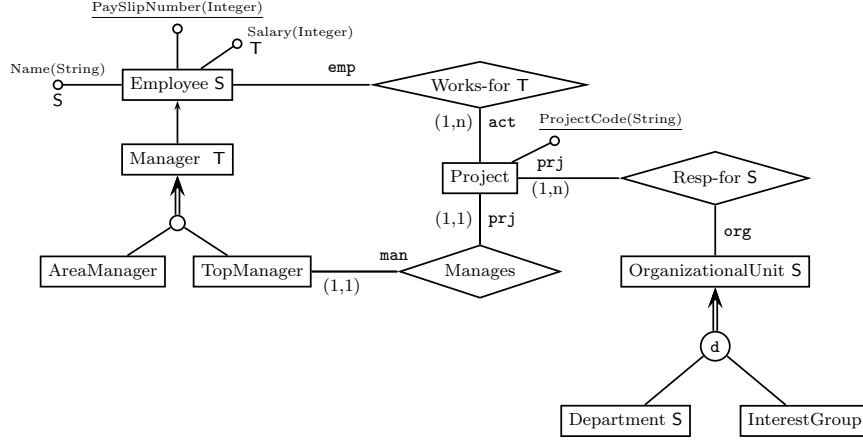 PaySlipNumber(Integer)
Salary(Integer)
T
Name(String)
S
Employee S
emp
Works-for T
(1,n)
act
ProjectCode(String)
Manager T
Project
prj
(1,n)
Resp-for S
(1,1)
prj
org
AreaManager
TopManager
man
(1,1)
Manages
OrganizationalUnit S
d
Department S
InterestGroup